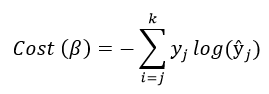 Cost (β) = − ∑_{i=j}^{k} y_j log(ŷ_j)